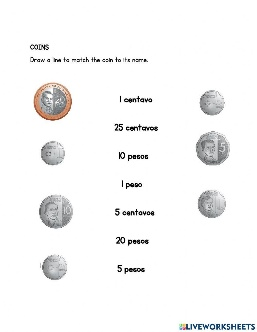 COINS
Draw a line to match the coin to its name.
1 centavo
25 centavos
10 pesos
1 peso
5 centavos
20 pesos
5 pesos
LIVEWORKSHEETS